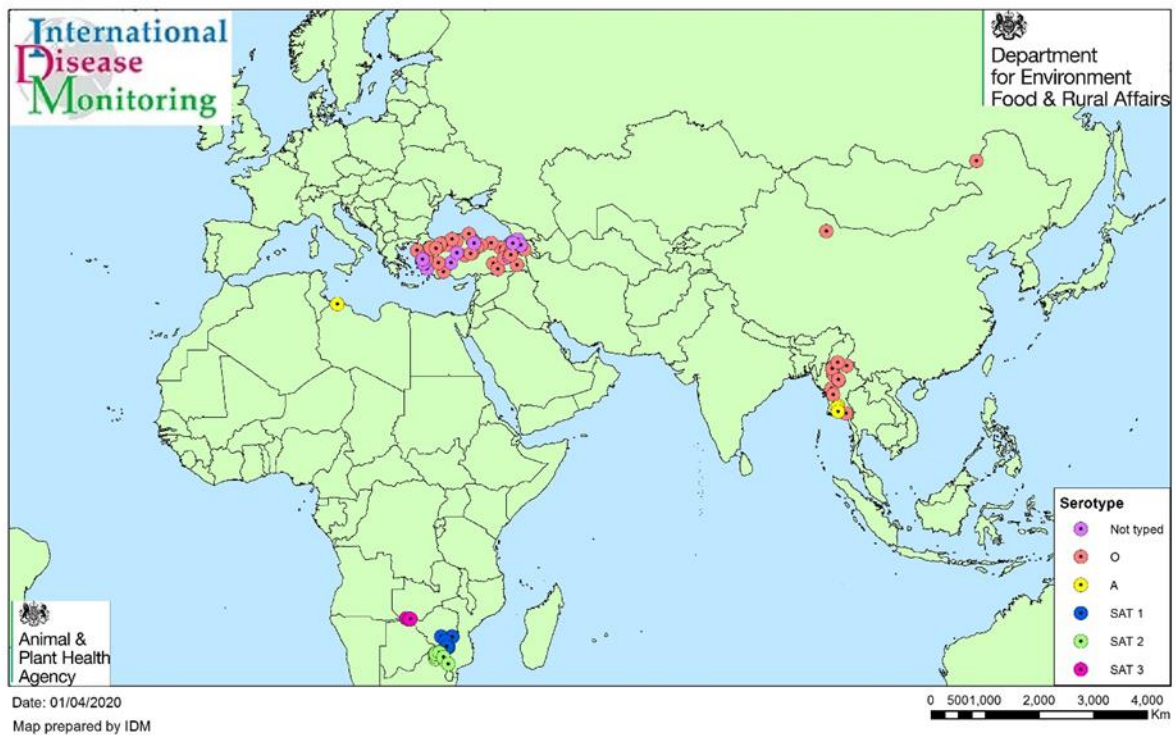 International
Disease
Monitoring
Department
for Environment
Food & Rural Affairs
Serotype
Not typed
O
A
SAT 1
SAT 2
SAT 3
Animal &
Plant Health
Agency
Date: 01/04/2020
Map prepared by IDM
0 5001,000 2,000 3,000 4,000
Km